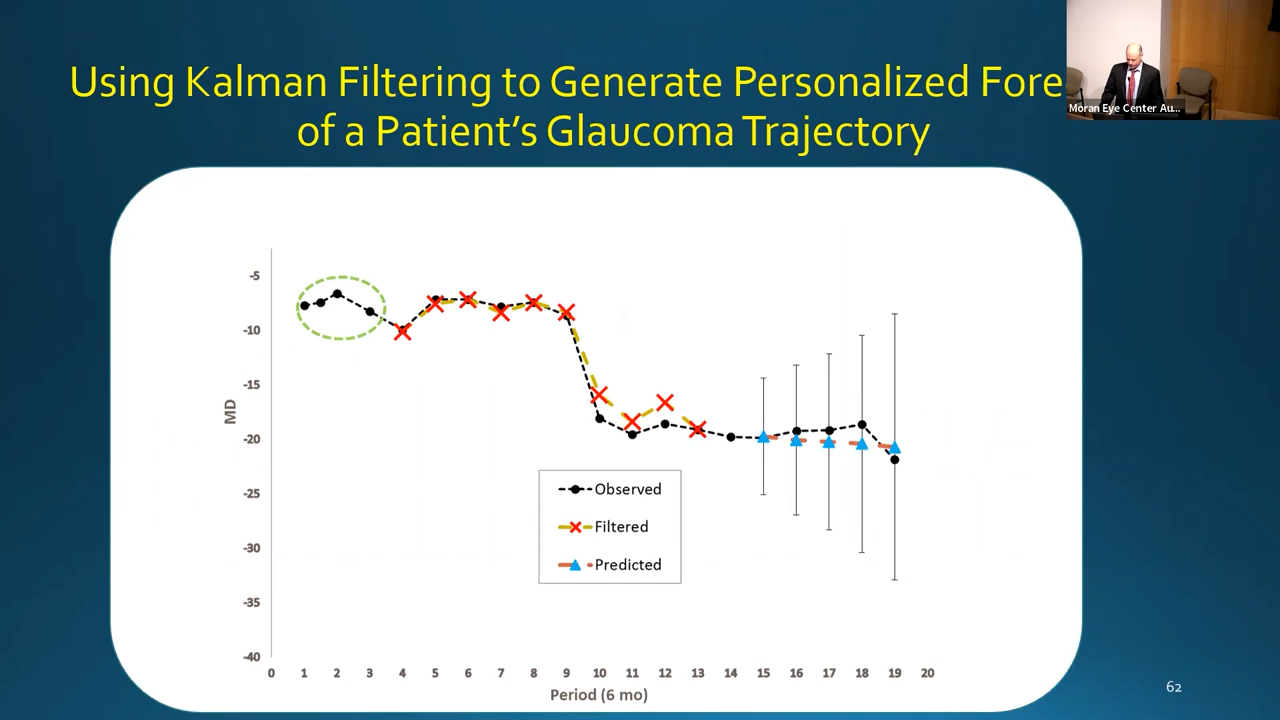 Using Kalman Filtering to Generate Personalized Fore
of a Patient's Glaucoma Trajectory
Moran Eye Center Au...
-5
-10
-15
-20
-25
-30
-35
-40
MD
Observed
Filtered
Predicted
0 1 2 3 4 5 6 7 8 9 10 11 12 13 14 15 16 17 18 19 20
Period (6 mo)
62